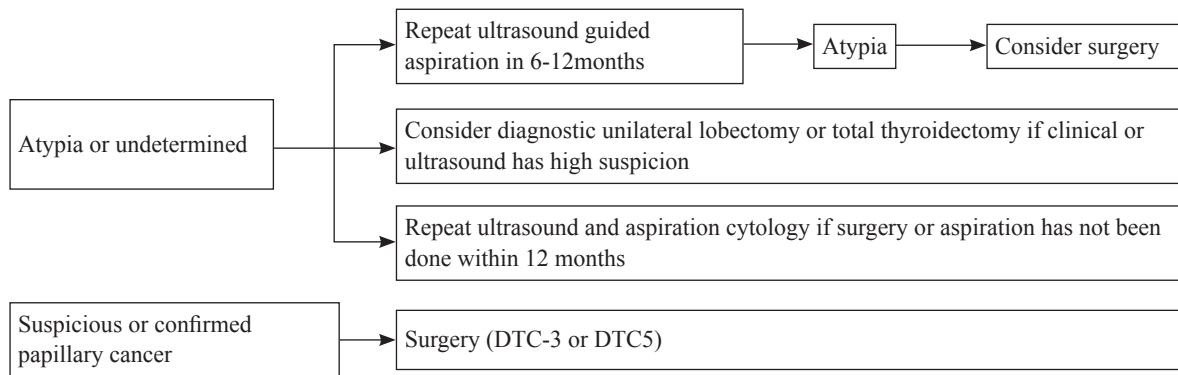 Repeat ultrasound guided
aspiration in 6-12months
Atypia
Consider surgery
Atypia or undetermined
Consider diagnostic unilateral lobectomy or total thyroidectomy if clinical or
ultrasound has high suspicion
Repeat ultrasound and aspiration cytology if surgery or aspiration has not been
done within 12 months
Suspicious or confirmed
papillary cancer
Surgery (DTC-3 or DTC5)